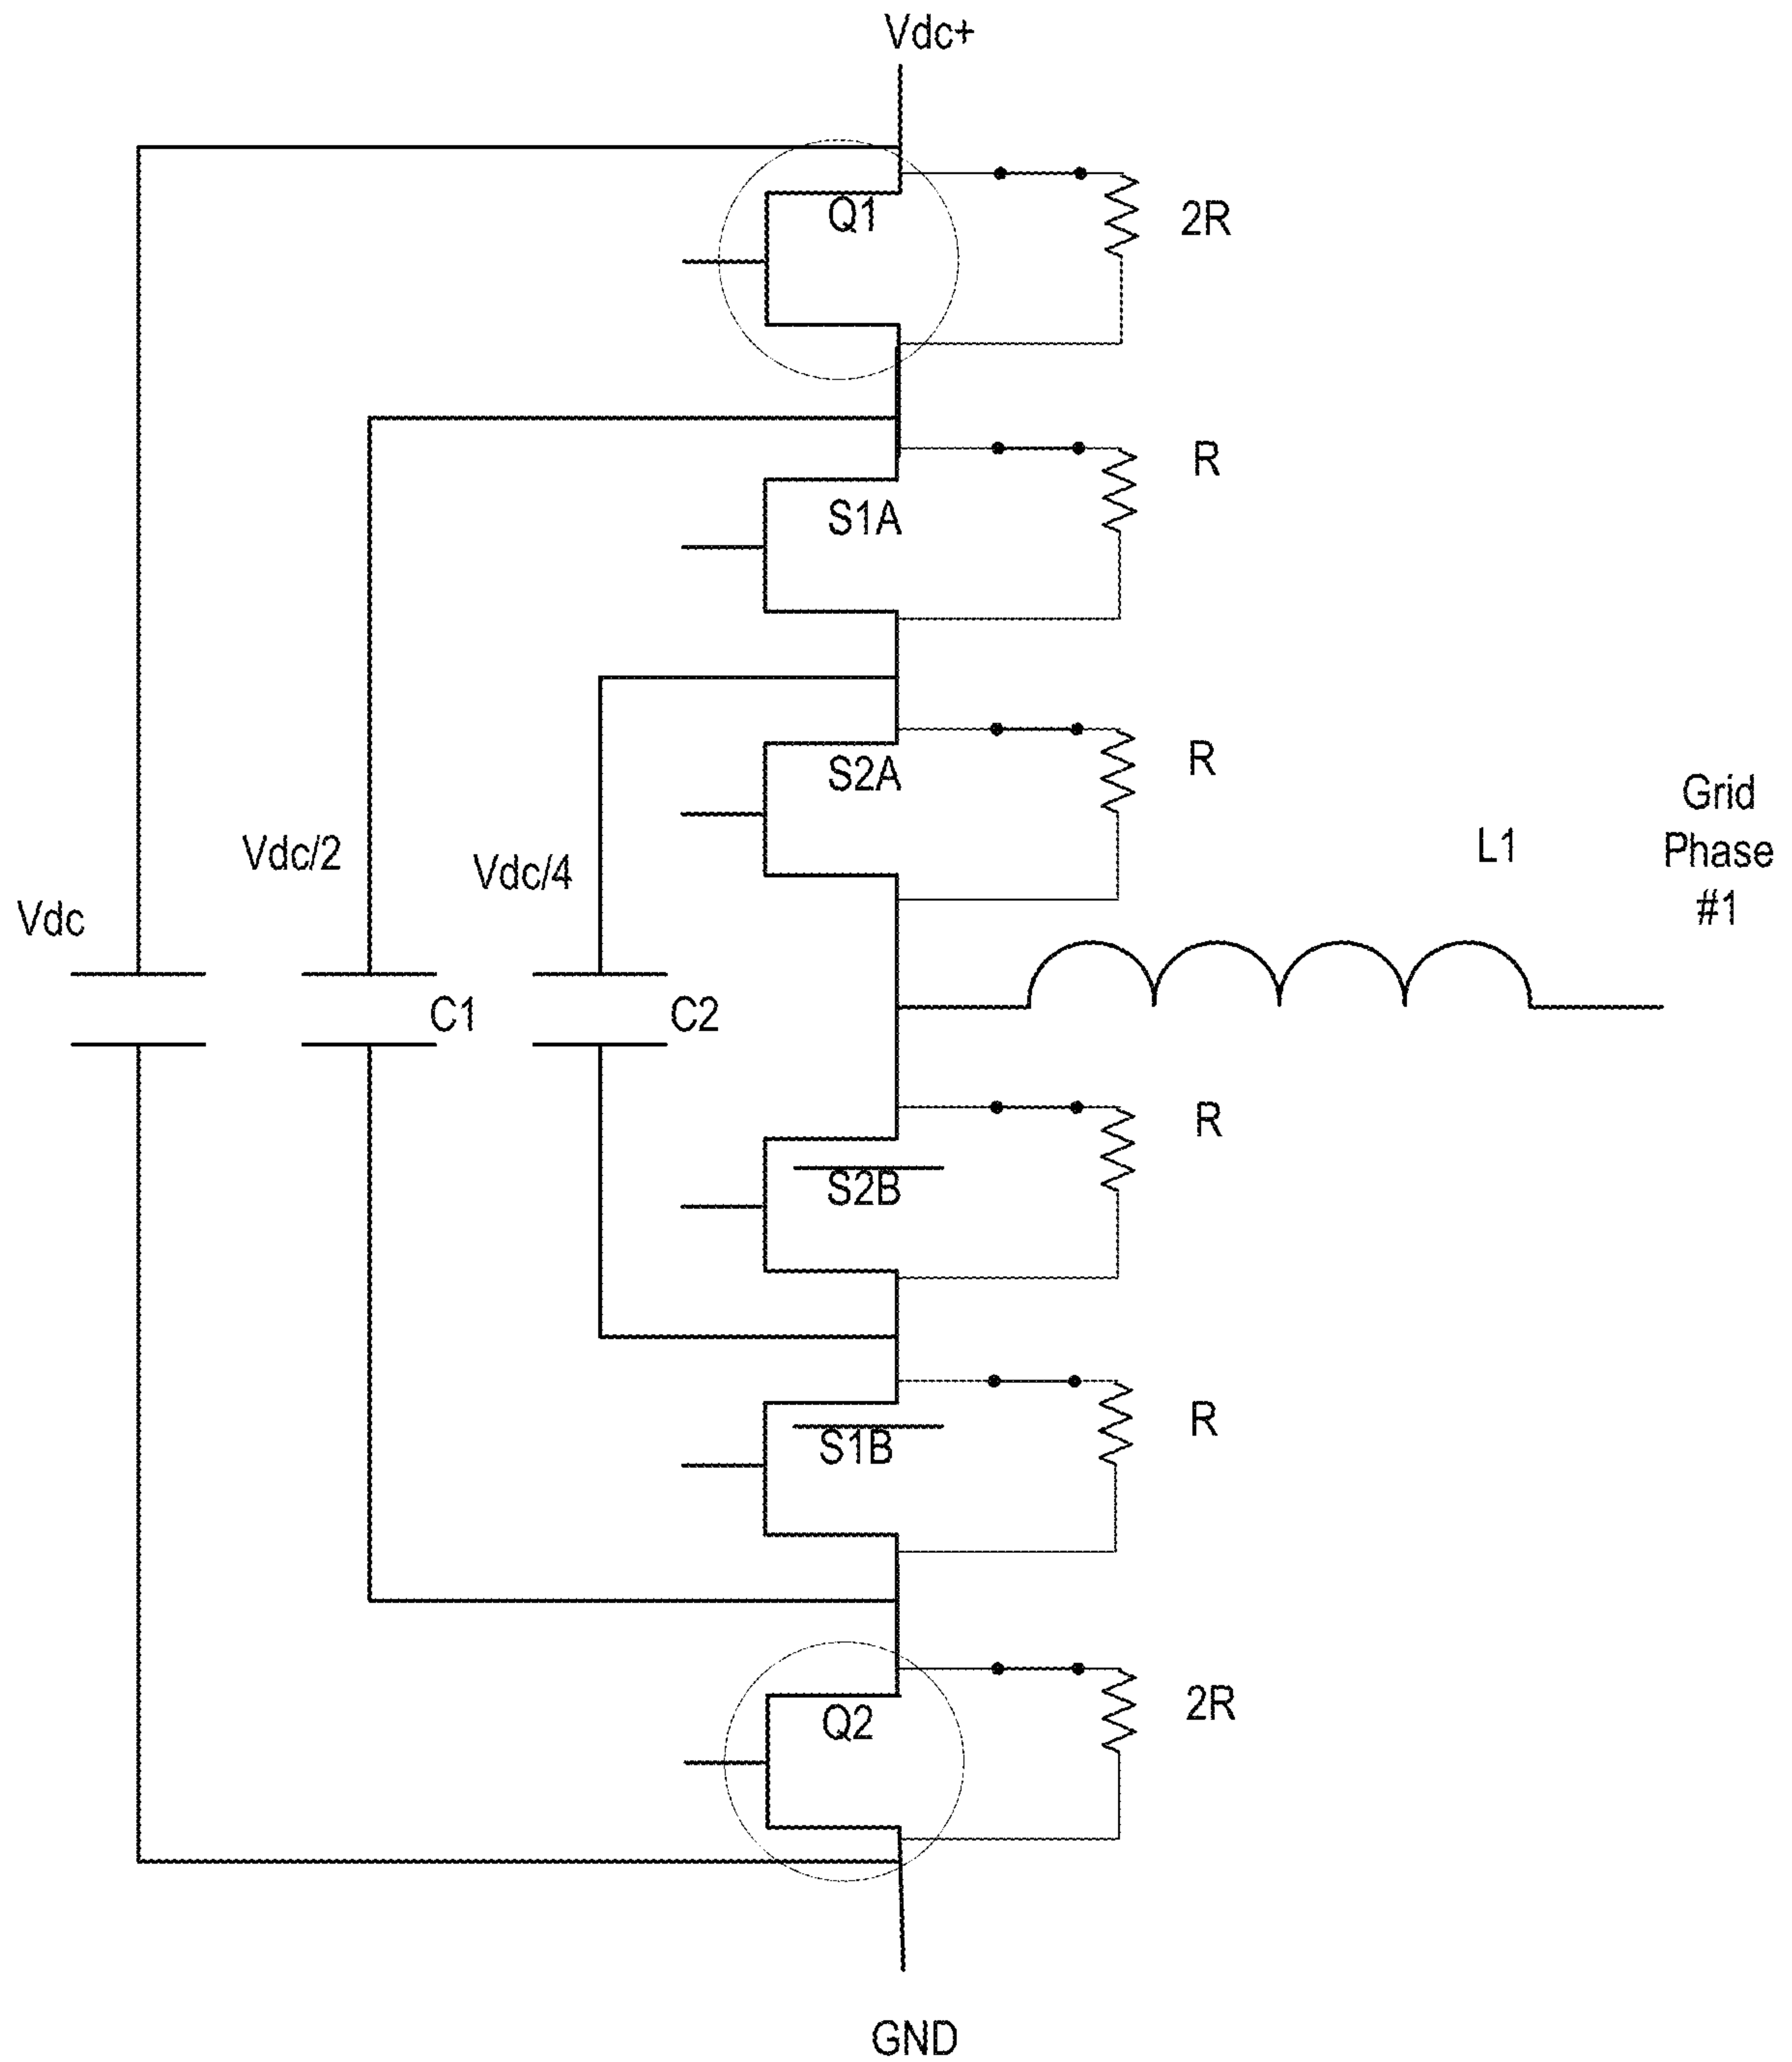 Vdc+
Q1
2R
R
S1A
S2A
R
Grid
Phase
#1
L1
Vdc/2
Vdc/4
Vdc
C1
C2
R
S2B
S1B
R
Q2
2R
GND